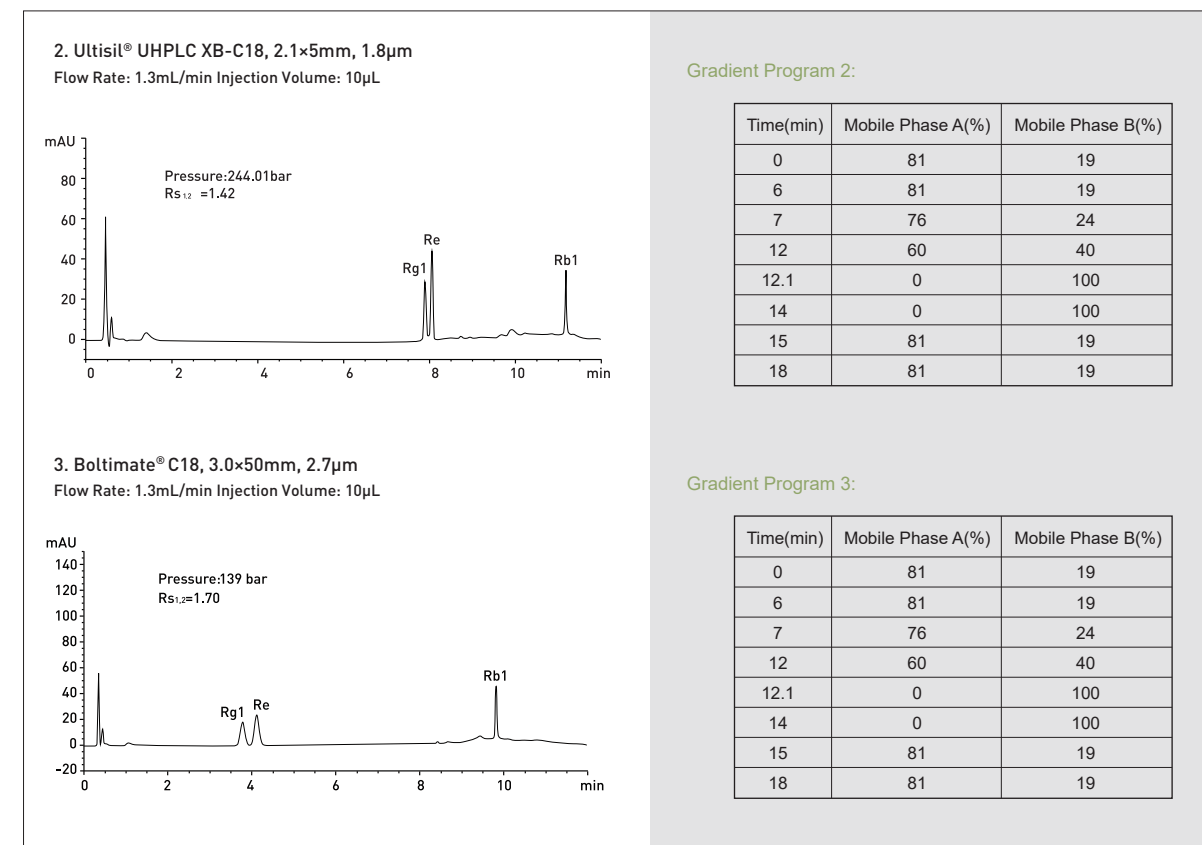 2. Ultisil® UHPLC XB-C18, 2.1×5mm, 1.8μm
Flow Rate: 1.3mL/min Injection Volume: 10μL
mAU
80
60
40
20
0
Pressure:244.01bar
Rs 1.2 =1.42
Rg1
Re
Rb1
0 2 4 6 8 10 min
Gradient Program 2:
Time(min) Mobile Phase A(%) Mobile Phase B(%)
0 81 19
6 81 19
7 76 24
12 60 40
12.1 0 100
14 0 100
15 81 19
18 81 19
3. Boltimate® C18, 3.0×50mm, 2.7μm
Flow Rate: 1.3mL/min Injection Volume: 10μL
mAU
140
120
100
80
60
40
20
0
-20
Pressure:139 bar
Rs1,2=1.70
Rg1
Re
Rb1
0 2 4 6 8 10 min
Gradient Program 3:
Time(min) Mobile Phase A(%) Mobile Phase B(%)
0 81 19
6 81 19
7 76 24
12 60 40
12.1 0 100
14 0 100
15 81 19
18 81 19